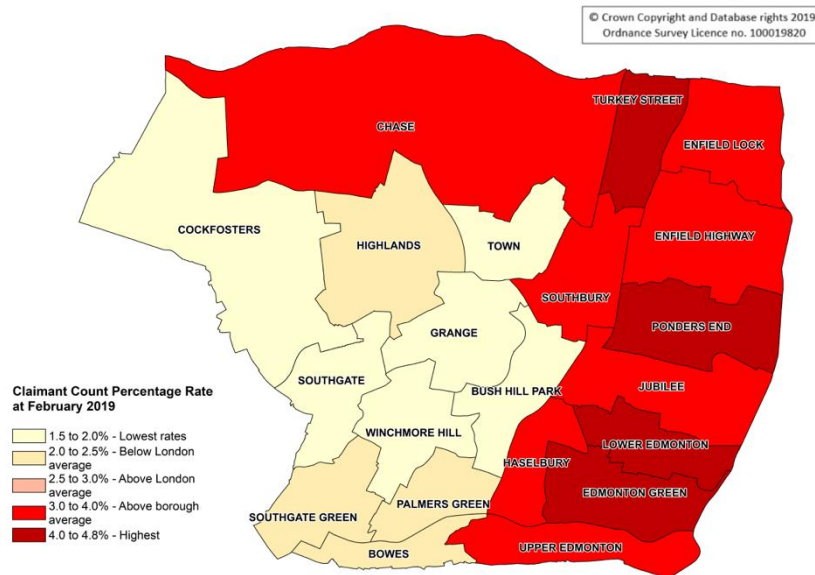 © Crown Copyright and Database rights 2019
Ordnance Survey Licence no. 100019820
TURKEY STREET
CHASE
ENFIELD LOCK
COCKFOSTERS
HIGHLANDS
TOWN
ENFIELD HIGHWAY
SOUTHBURY
GRANGE
PONDERS END
SOUTHGATE
BUSH HILL PARK
JUBILEE
WINCHMORE HILL
LOWER EDMONTON
HASELBURY
EDMONTON GREEN
PALMERS GREEN
SOUTHGATE GREEN
BOWES
UPPER EDMONTON
Claimant Count Percentage Rate
at February 2019
1.5 to 2.0% - Lowest rates
2.0 to 2.5% - Below London
average
2.5 to 3.0% - Above London
average
3.0 to 4.0% - Above borough
average
4.0 to 4.8% - Highest